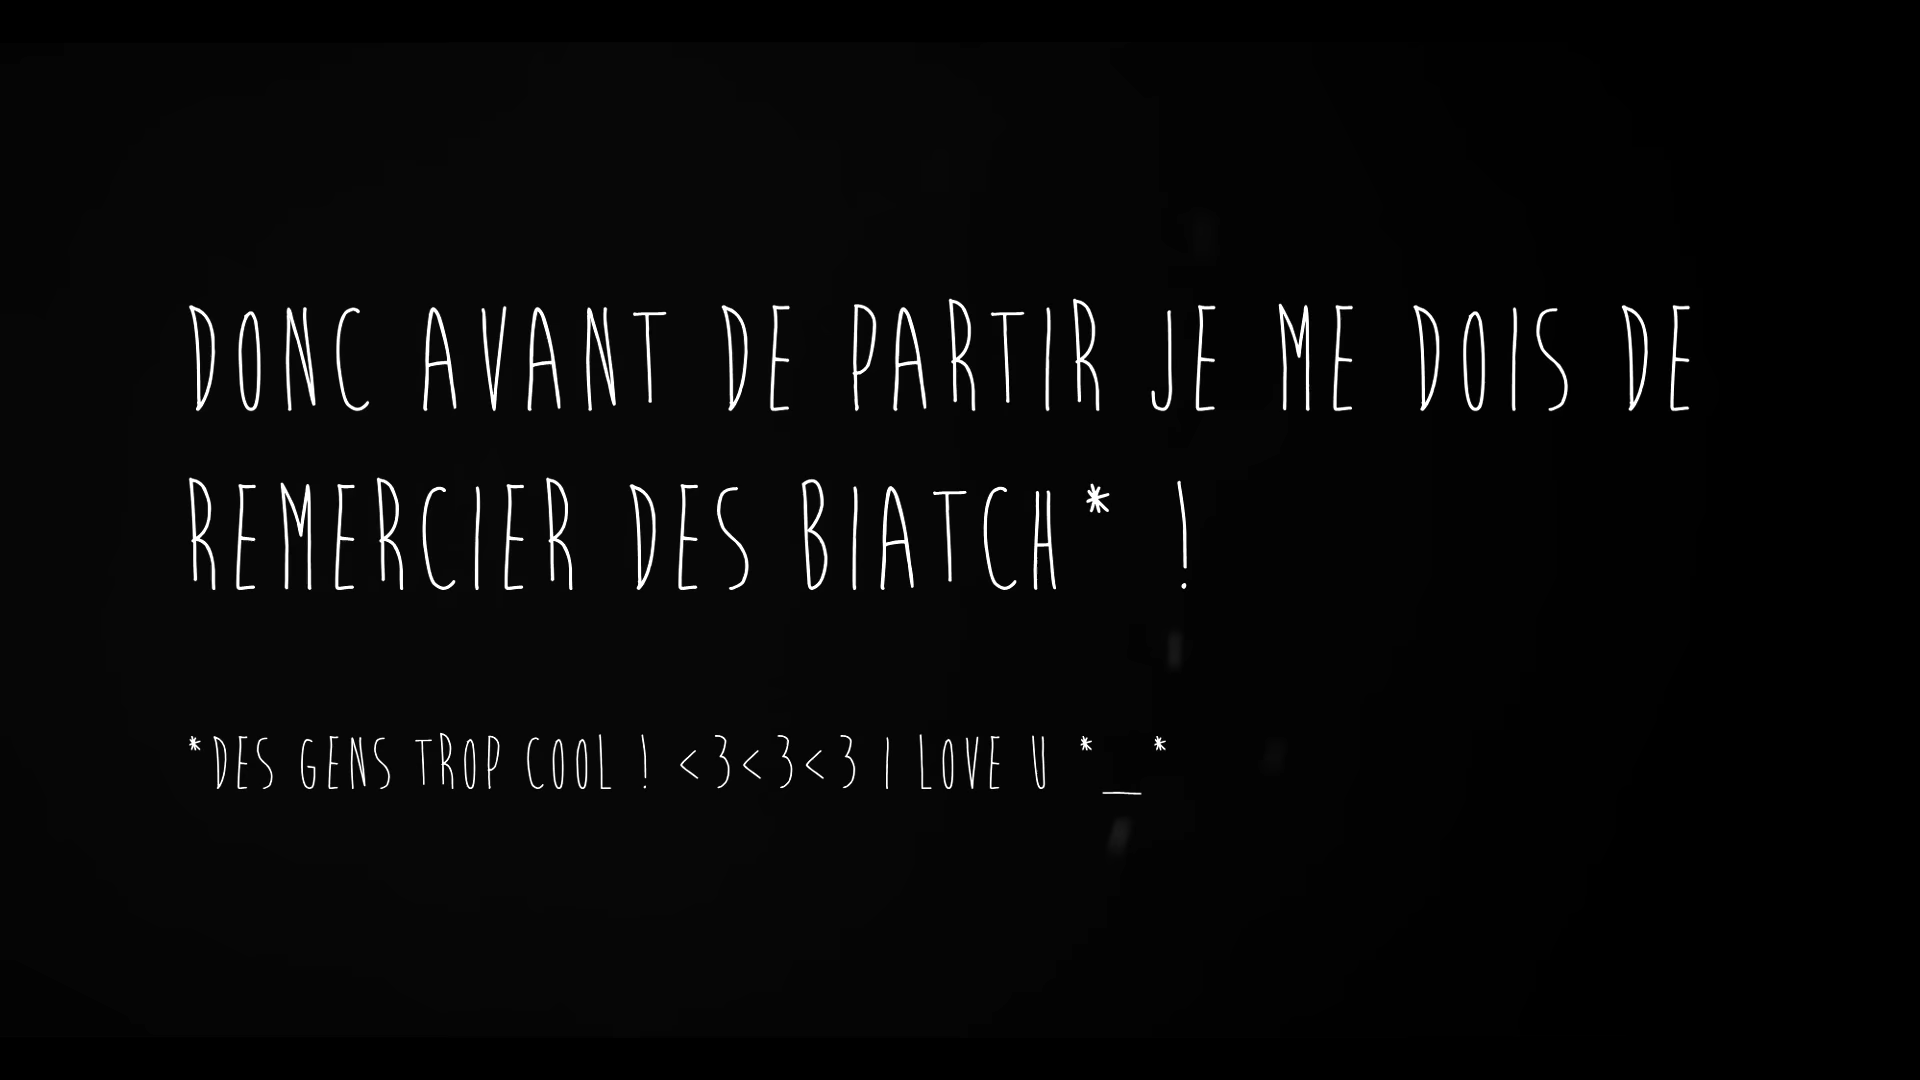 DONC AVANT DE PARTIR JE ME DOIS DE
REMERCIER DES BIATCH* !
*DES GENS TROP COOL ! <3<3<3 I LOVE U *_*